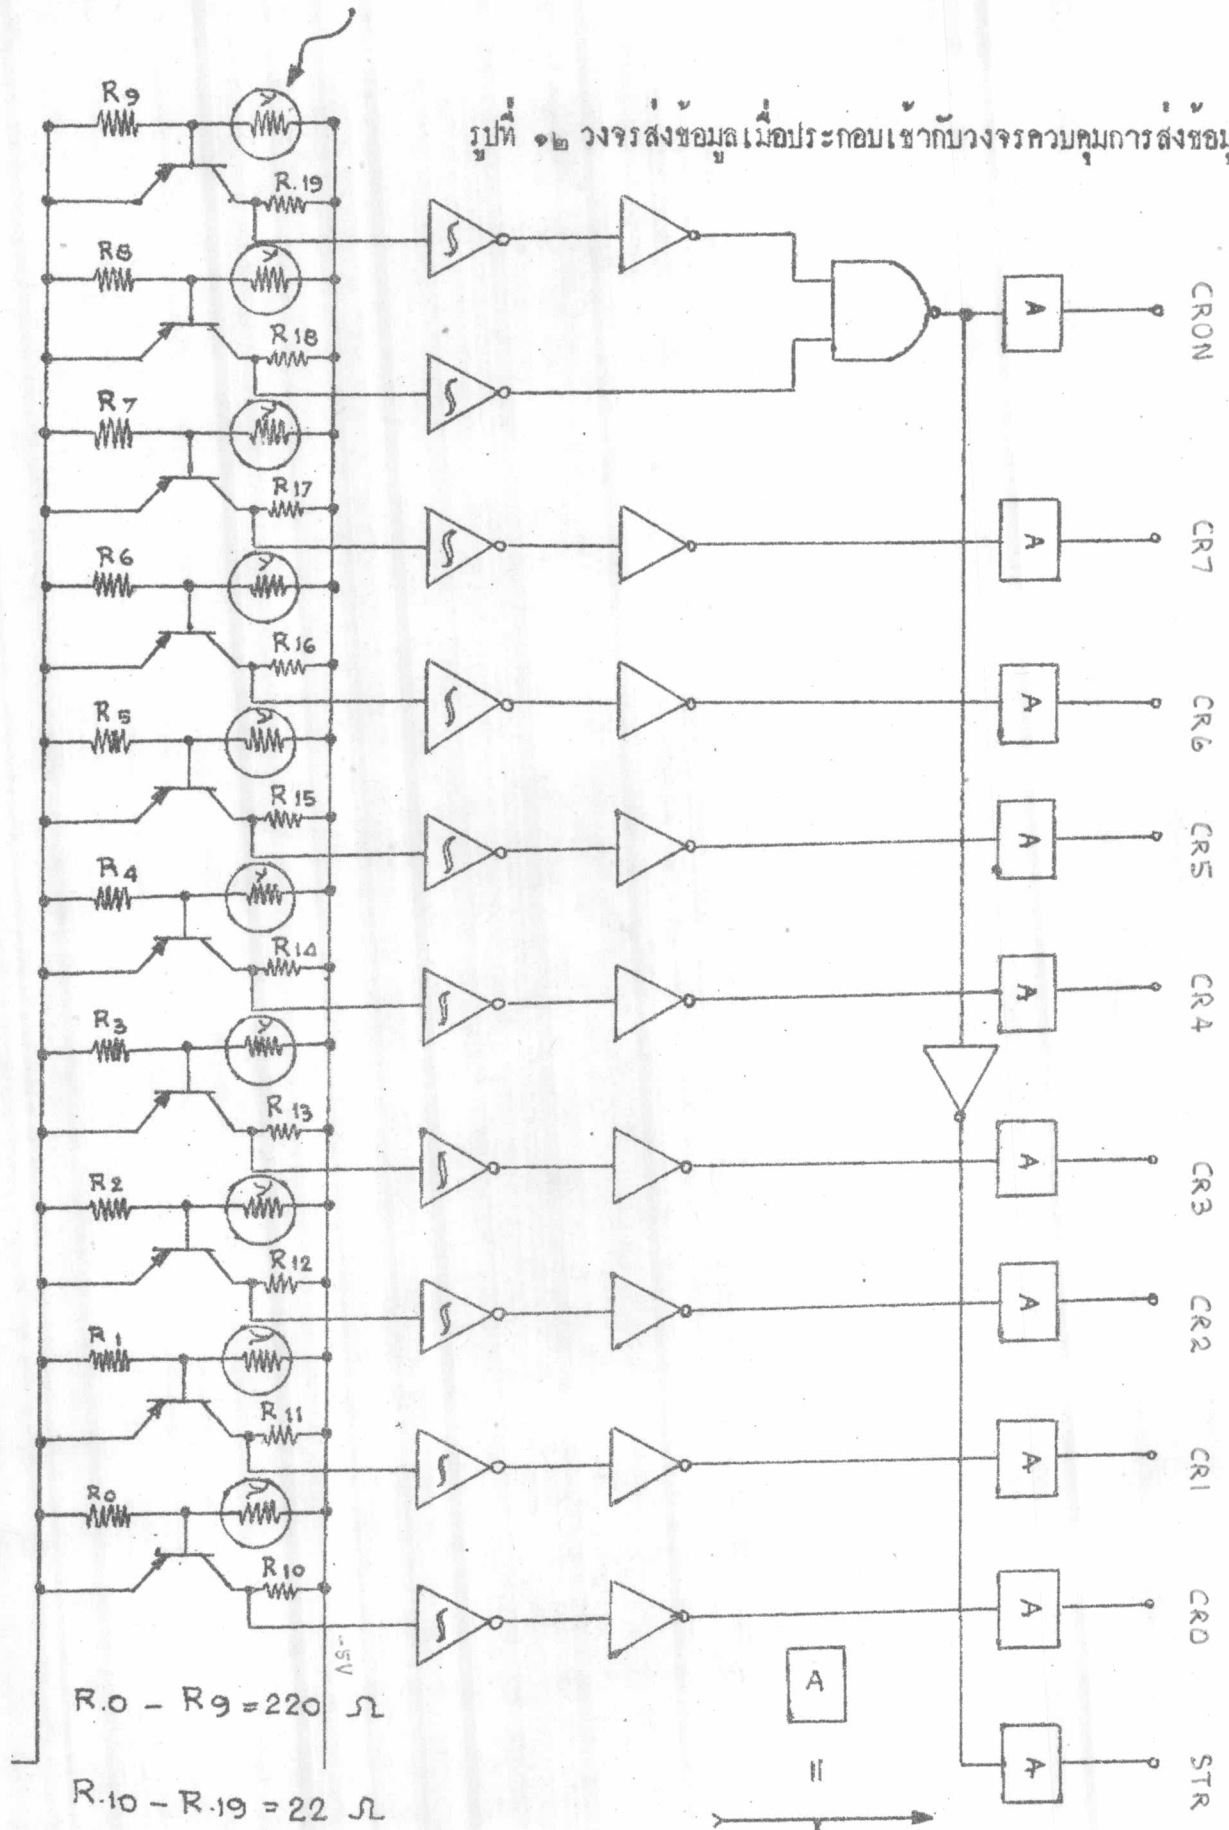 รูปที่ ๑๒ วงจรส่งข้อมูลเมื่อประกอบเข้ากับวงจรควบคุมการส่งข้อมู
R9
R.19
R8
R18
R7
R17
R6
R16
R5
R15
R4
R14
R3
R13
R2
R12
R1
R11
R0
R10
A CRON
A CR7
A CR6
A CR5
A CR4
A CR3
A CR2
A CR1
A CR0
A STR
-5V
A
R.0 - R9 = 220 Ω
R.10 - R.19 = 22 Ω